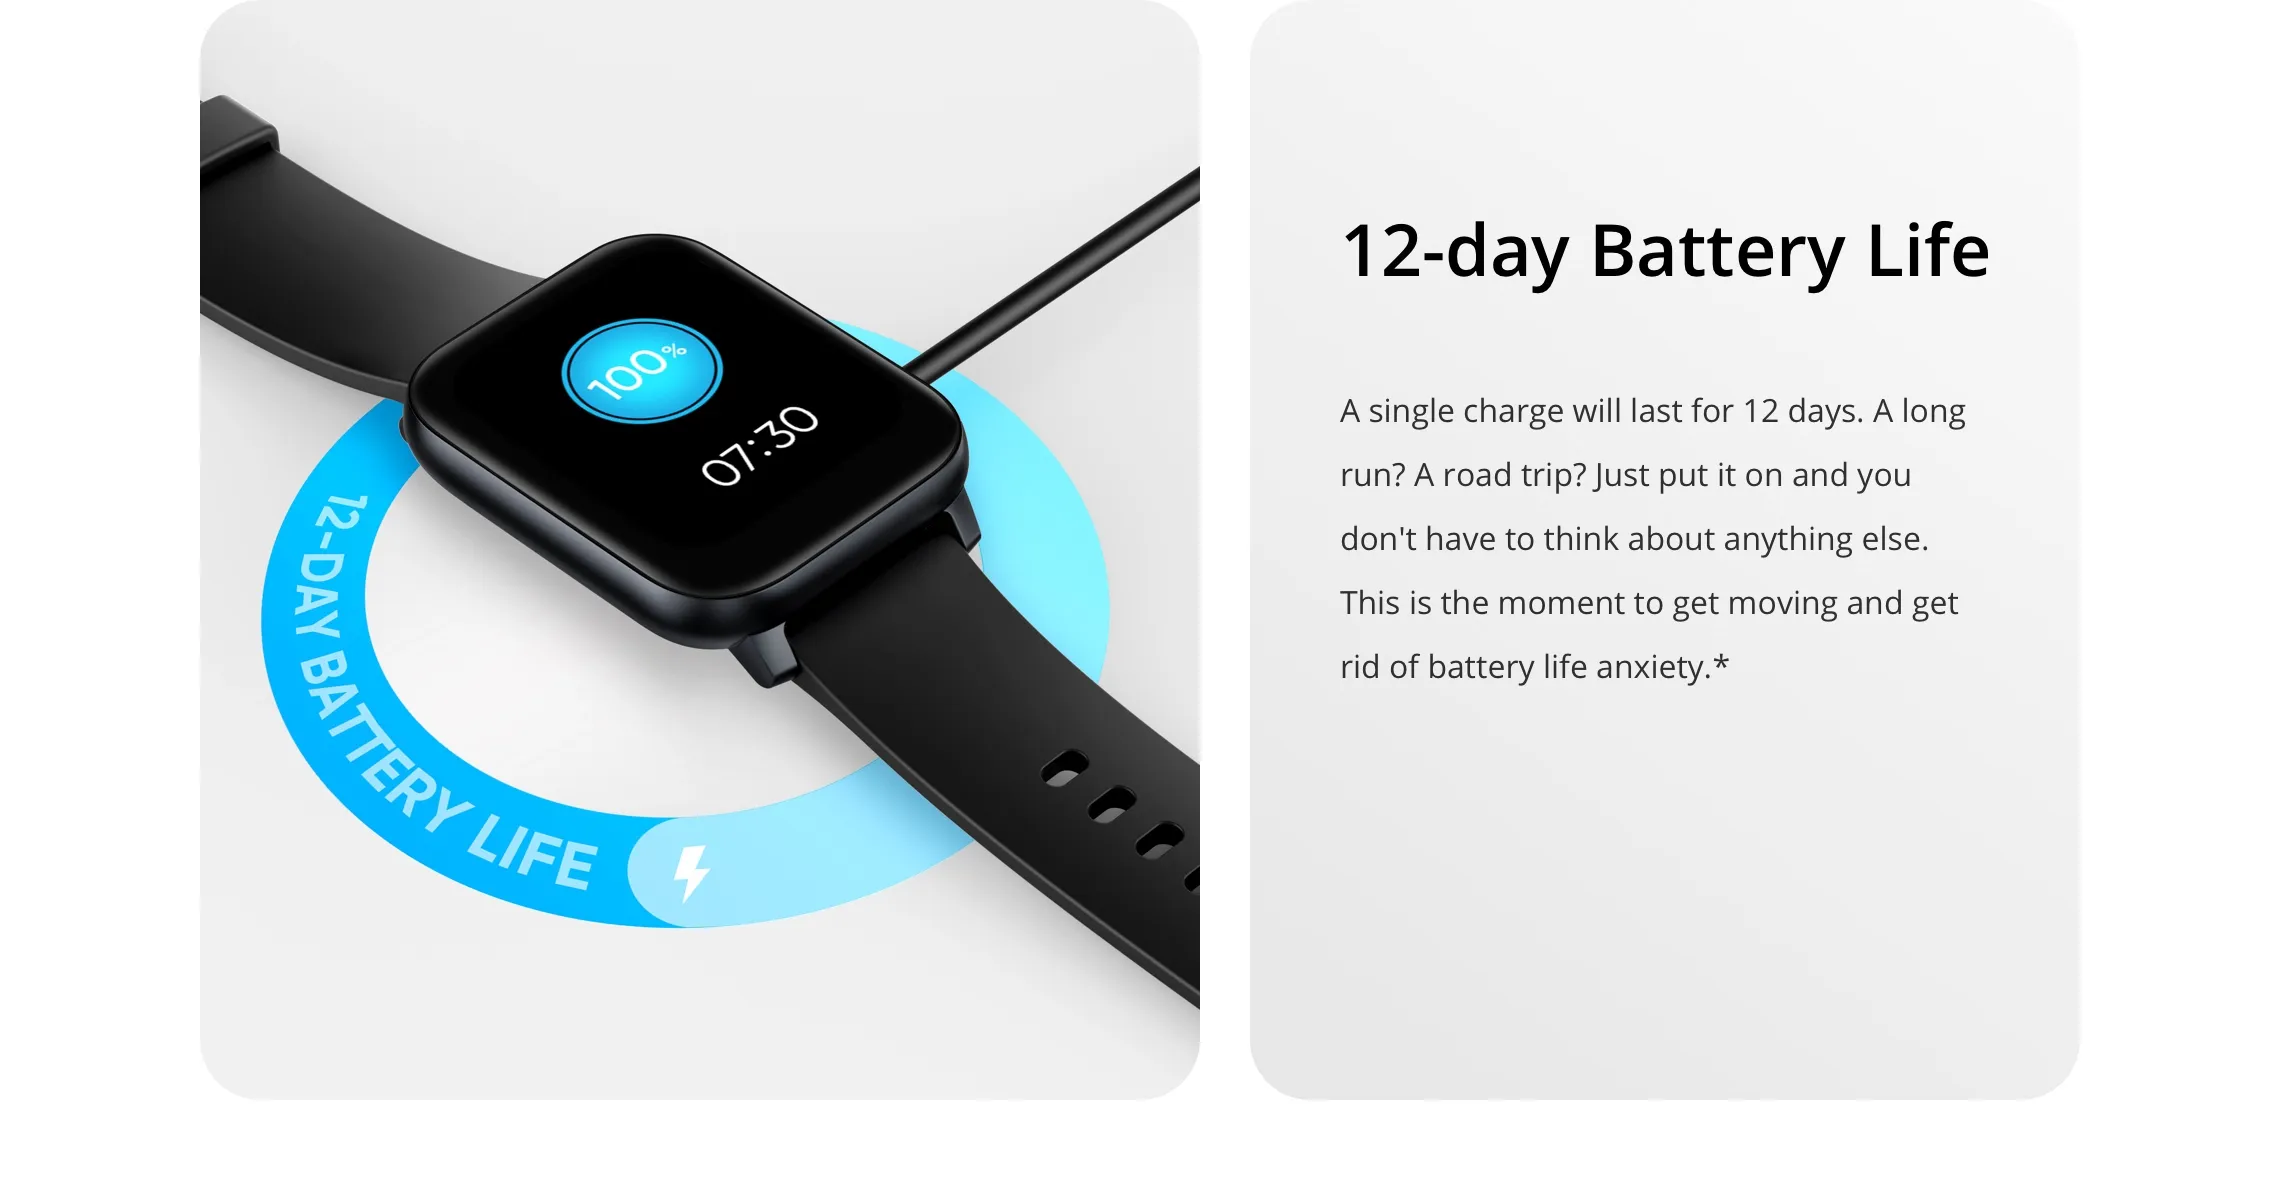 100%
07:30
12-DAY BATTERY LIFE
12-day Battery Life
A single charge will last for 12 days. A long
run? A road trip? Just put it on and you
don't have to think about anything else.
This is the moment to get moving and get
rid of battery life anxiety.*